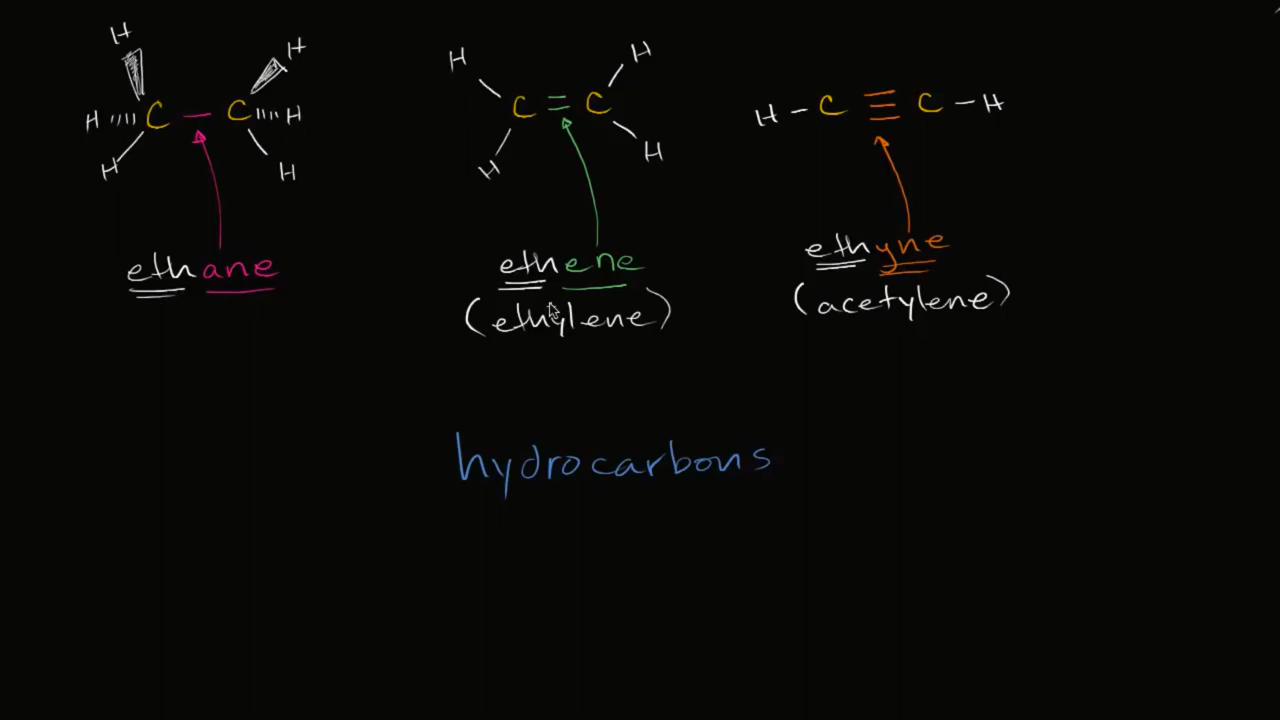 H H
H C – C H
H H
H H
C = C
H H
H – C ≡ C – H
ethane
ethene
(ethylene)
ethyne
(acetylene)
hydrocarbons